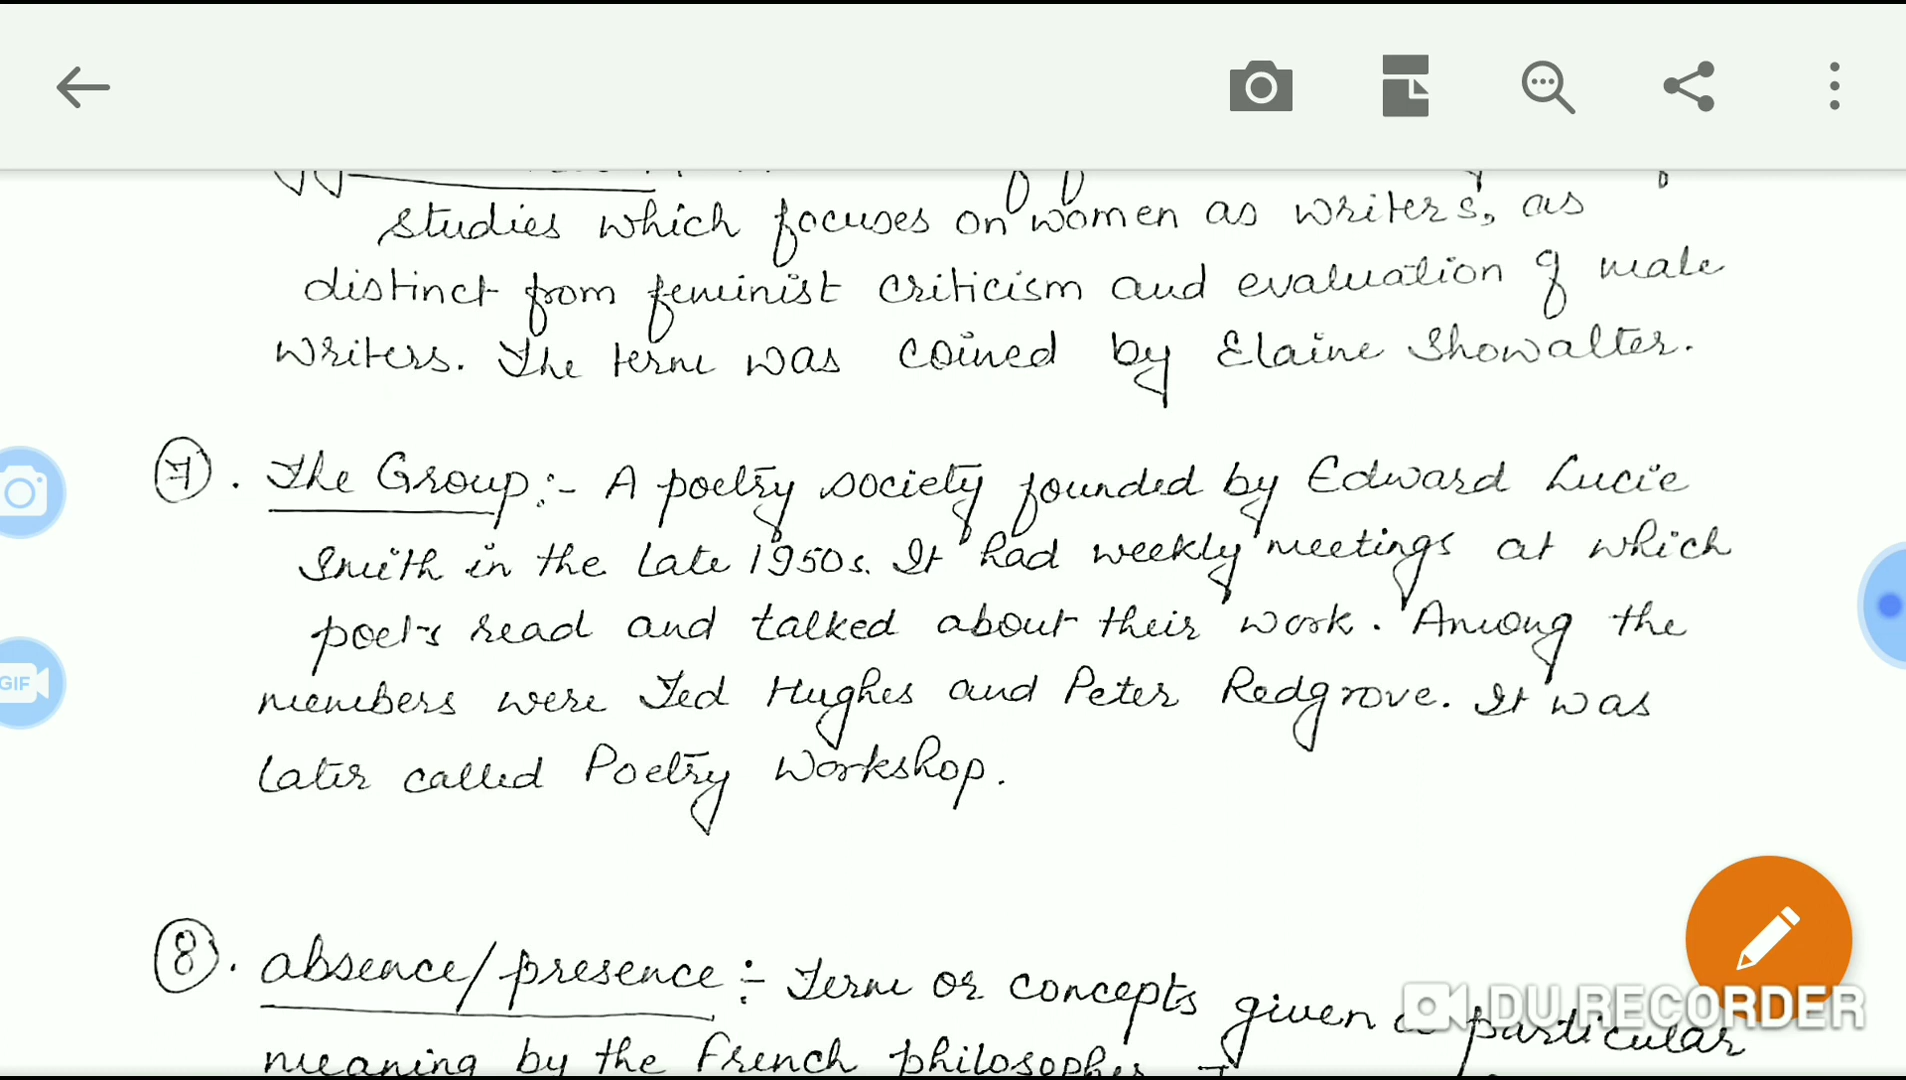 studies which focuses on women as writers, as
distinct from feminist criticism and evaluation of male
writers. The term was coined by Elaine Showalter.
7. The Group:- A poetry society founded by Edward Lucie
Smith in the late 1950s. It had weekly meetings at which
poets read and talked about their work. Among the
members were Ted Hughes and Peter Redgrove. It was
later called Poetry Workshop.
8. absence/presence:- Term or concepts given a particular
meaning by the French philosopher
GIF
DU RECORDER